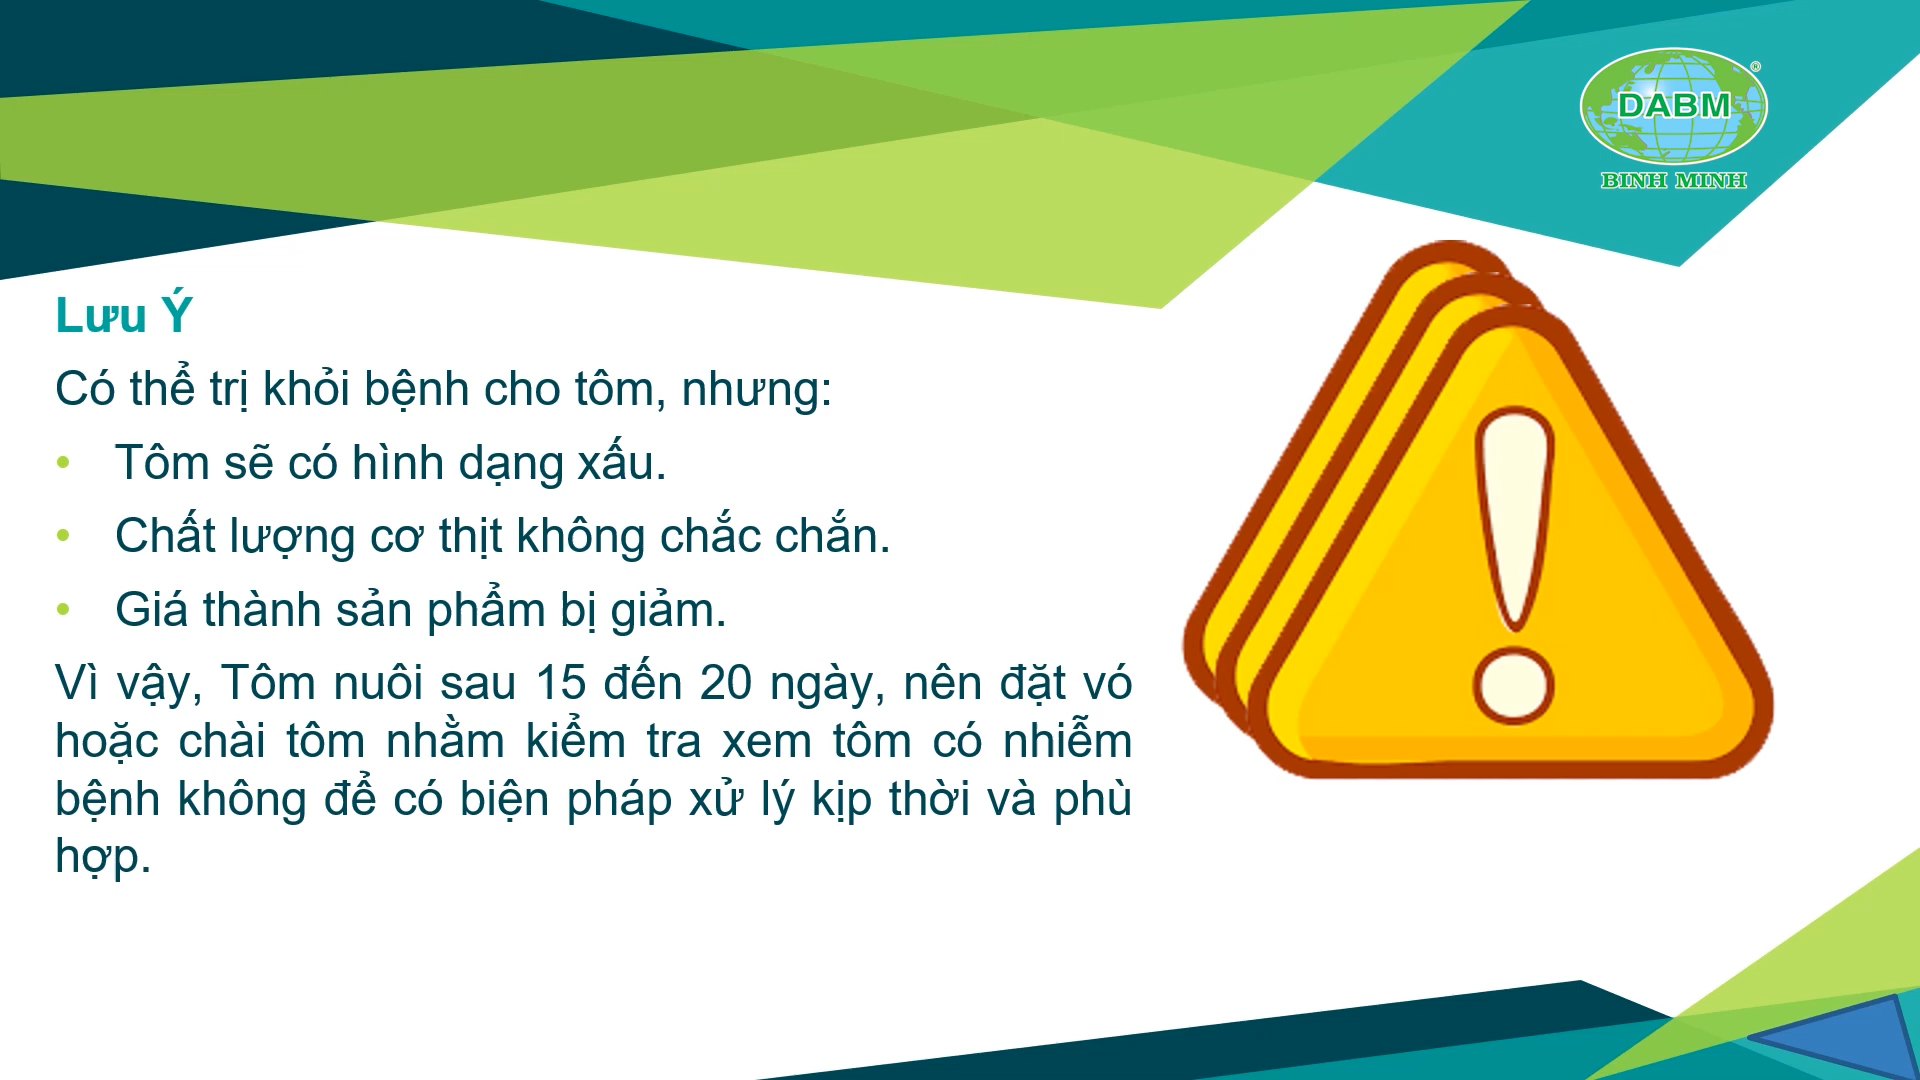 DABM
®
BINH MINH
Lưu Ý
Có thể trị khỏi bệnh cho tôm, nhưng:
• Tôm sẽ có hình dạng xấu.
• Chất lượng cơ thịt không chắc chắn.
• Giá thành sản phẩm bị giảm.
Vì vậy, Tôm nuôi sau 15 đến 20 ngày, nên đặt vó
hoặc chài tôm nhằm kiểm tra xem tôm có nhiễm
bệnh không để có biện pháp xử lý kịp thời và phù
hợp.